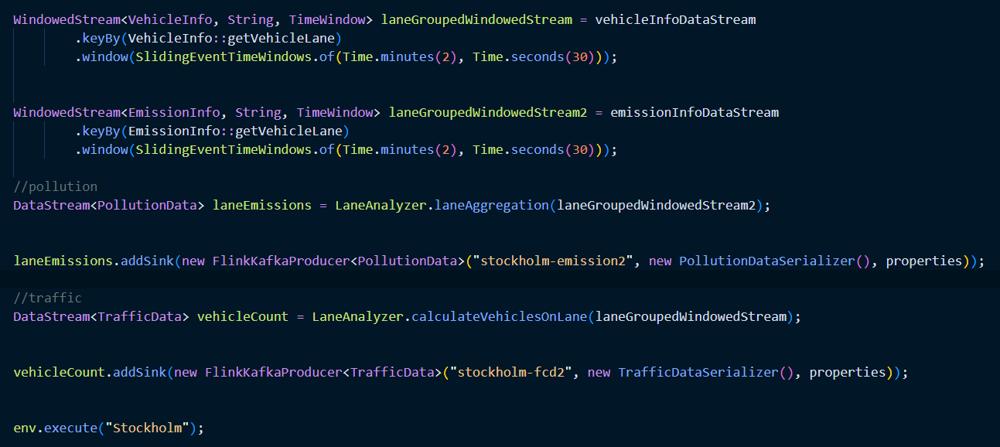 WindowedStream<VehicleInfo, String, TimeWindow> laneGroupedWindowedStream = vehicleInfoDataStream
.keyBy(VehicleInfo::getVehicleLane)
.window(SlidingEventTimeWindows.of(Time.minutes(2), Time.seconds(30)));
WindowedStream<EmissionInfo, String, TimeWindow> laneGroupedWindowedStream2 = emissionInfoDataStream
.keyBy(EmissionInfo::getVehicleLane)
.window(SlidingEventTimeWindows.of(Time.minutes(2), Time.seconds(30)));
//pollution
DataStream<PollutionData> laneEmissions = LaneAnalyzer.laneAggregation(laneGroupedWindowedStream2);
laneEmissions.addSink(new FlinkKafkaProducer<PollutionData>("stockholm-emission2", new PollutionDataSerializer(), properties));
//traffic
DataStream<TrafficData> vehicleCount = LaneAnalyzer.calculateVehiclesOnLane(laneGroupedWindowedStream);
vehicleCount.addSink(new FlinkKafkaProducer<TrafficData>("stockholm-fcd2", new TrafficDataSerializer(), properties));
env.execute("Stockholm");